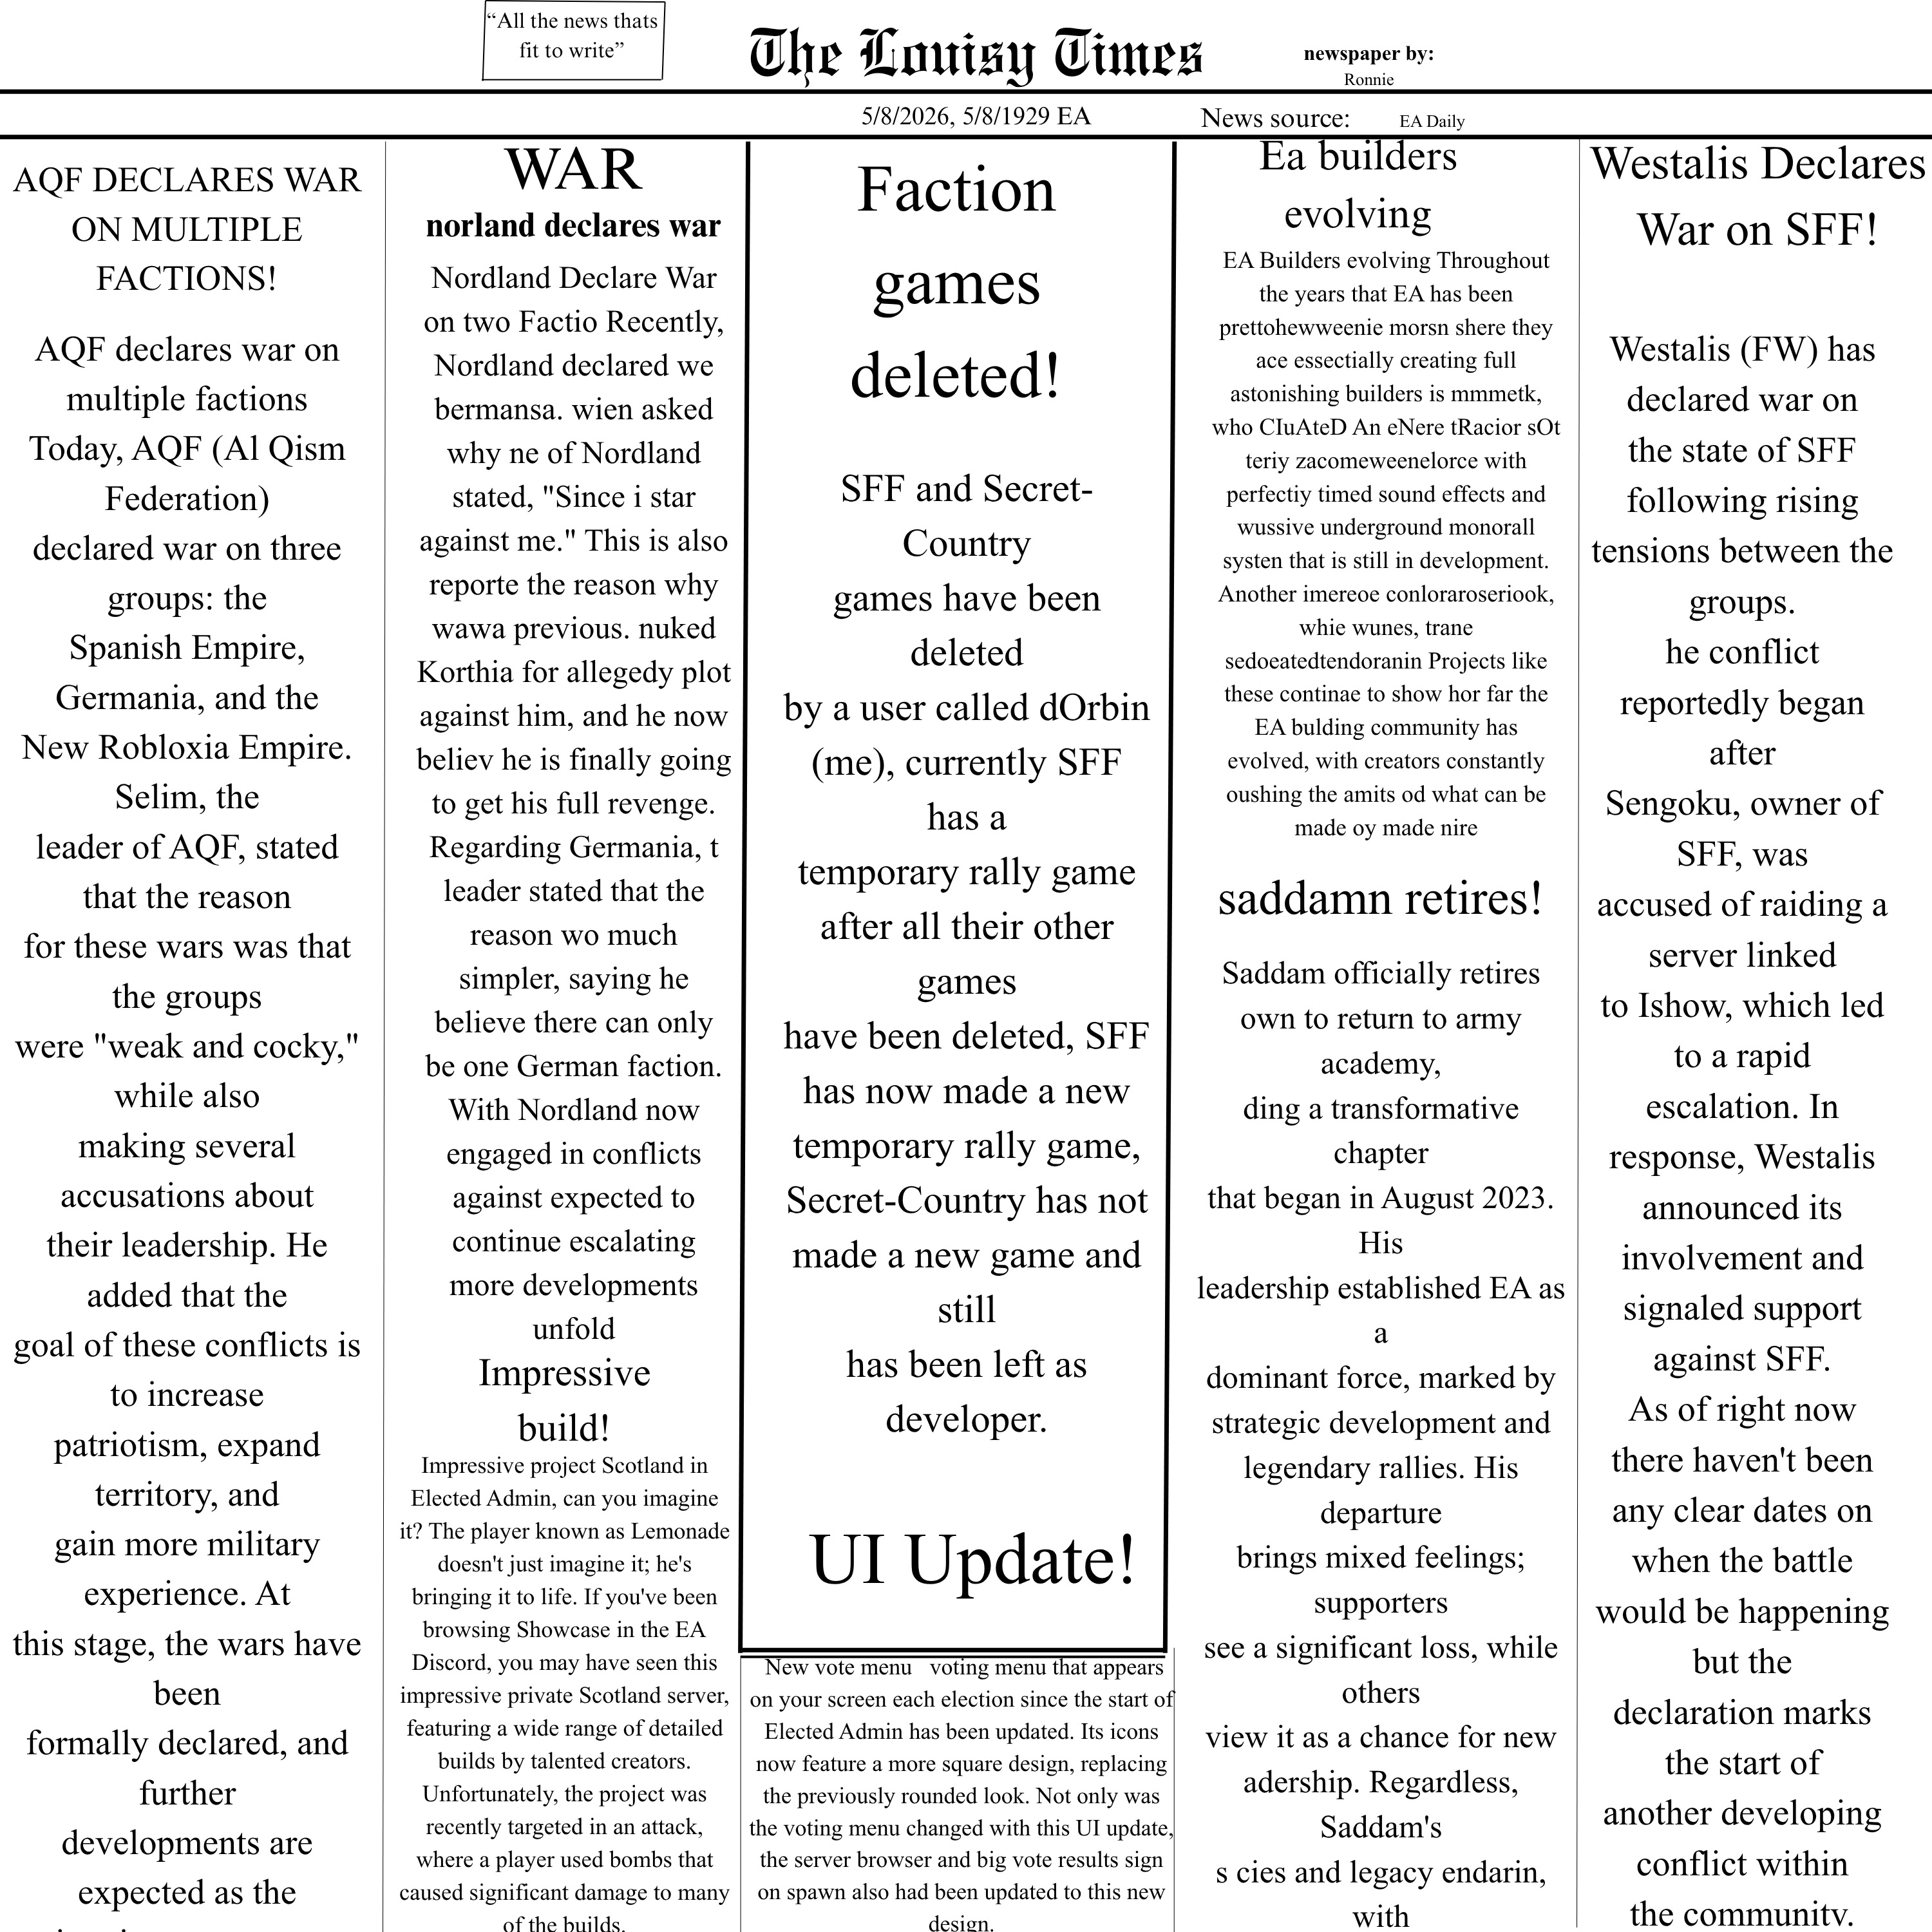 “All the news thats
fit to write”
The Louisy Times
newspaper by:
Ronnie
5/8/2026, 5/8/1929 EA
News source:
EA Daily
AQF DECLARES WAR
ON MULTIPLE
FACTIONS!
AQF declares war on
multiple factions
Today, AQF (Al Qism
Federation)
declared war on three
groups: the
Spanish Empire,
Germania, and the
New Robloxia Empire.
Selim, the
leader of AQF, stated
that the reason
for these wars was that
the groups
were "weak and cocky,"
while also
making several
accusations about
their leadership. He
added that the
goal of these conflicts is
to increase
patriotism, expand
territory, and
gain more military
experience. At
this stage, the wars have
been
formally declared, and
further
developments are
expected as the
WAR
norland declares war
Nordland Declare War
on two Factio Recently,
Nordland declared we
bermansa. wien asked
why ne of Nordland
stated, "Since i star
against me." This is also
reporte the reason why
wawa previous. nuked
Korthia for allegedy plot
against him, and he now
believ he is finally going
to get his full revenge.
Regarding Germania, t
leader stated that the
reason wo much
simpler, saying he
believe there can only
be one German faction.
With Nordland now
engaged in conflicts
against expected to
continue escalating
more developments
unfold
Impressive
build!
Impressive project Scotland in
Elected Admin, can you imagine
it? The player known as Lemonade
doesn't just imagine it; he's
bringing it to life. If you've been
browsing Showcase in the EA
Discord, you may have seen this
impressive private Scotland server,
featuring a wide range of detailed
builds by talented creators.
Unfortunately, the project was
recently targeted in an attack,
where a player used bombs that
caused significant damage to many
of the builds.
Faction
games
deleted!
SFF and Secret-
Country
games have been
deleted
by a user called dOrbin
(me), currently SFF
has a
temporary rally game
after all their other
games
have been deleted, SFF
has now made a new
temporary rally game,
Secret-Country has not
made a new game and
still
has been left as
developer.
UI Update!
New vote menu voting menu that appears
on your screen each election since the start of
Elected Admin has been updated. Its icons
now feature a more square design, replacing
the previously rounded look. Not only was
the voting menu changed with this UI update,
the server browser and big vote results sign
on spawn also had been updated to this new
design.
Ea builders
evolving
EA Builders evolving Throughout
the years that EA has been
prettohewweenie morsn shere they
ace essectially creating full
astonishing builders is mmmetk,
who CIuAteD An eNere tRacior sOt
teriy zacomeweenelorce with
perfectiy timed sound effects and
wussive underground monorall
systen that is still in development.
Another imereoe conloraroseriook,
whie wunes, trane
sedoeatedtendoranin Projects like
these continae to show hor far the
EA bulding community has
evolved, with creators constantly
oushing the amits od what can be
made oy made nire
saddamn retires!
Saddam officially retires
own to return to army
academy,
ding a transformative
chapter
that began in August 2023.
His
leadership established EA as
a
dominant force, marked by
strategic development and
legendary rallies. His
departure
brings mixed feelings;
supporters
see a significant loss, while
others
view it as a chance for new
adership. Regardless,
Saddam's
s cies and legacy endarin,
with
Westalis Declares
War on SFF!
Westalis (FW) has
declared war on
the state of SFF
following rising
tensions between the
groups.
he conflict
reportedly began
after
Sengoku, owner of
SFF, was
accused of raiding a
server linked
to Ishow, which led
to a rapid
escalation. In
response, Westalis
announced its
involvement and
signaled support
against SFF.
As of right now
there haven't been
any clear dates on
when the battle
would be happening
but the
declaration marks
the start of
another developing
conflict within
the community.